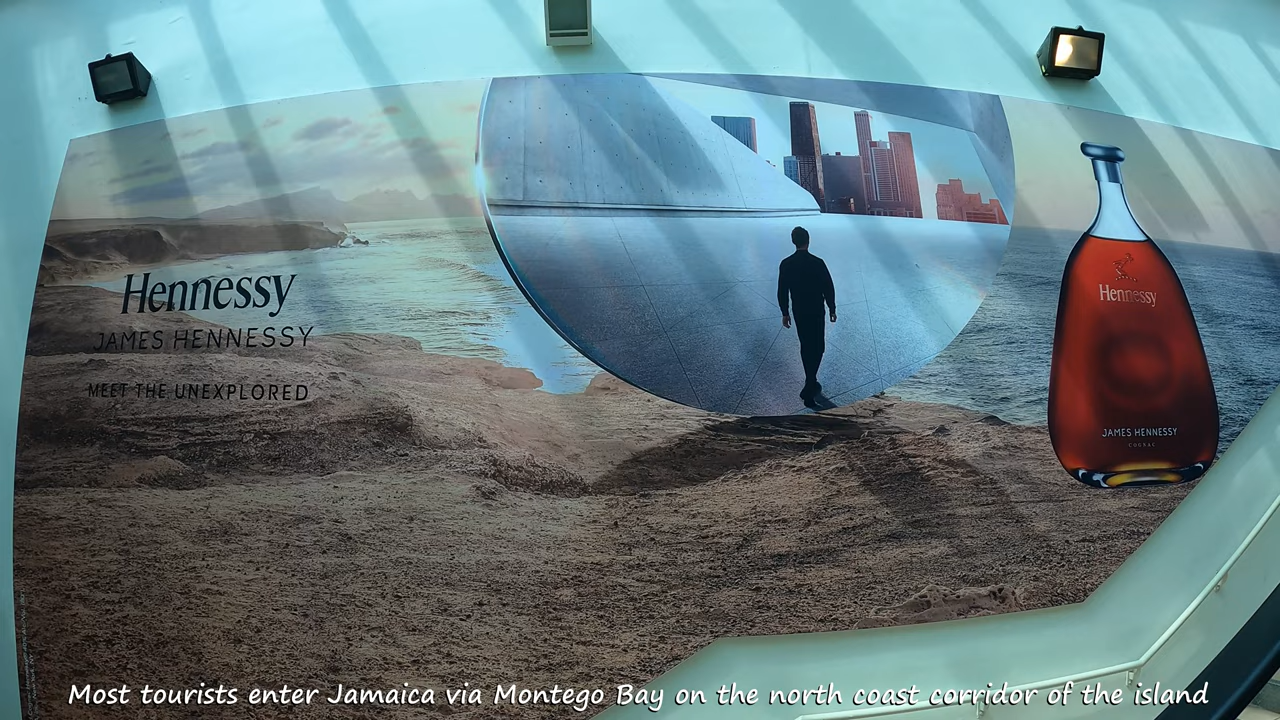 Hennessy
JAMES HENNESSY
MEET THE UNEXPLORED
Hennessy
JAMES HENNESSY
COGNAC
Most tourists enter Jamaica via Montego Bay on the north coast corridor of the island